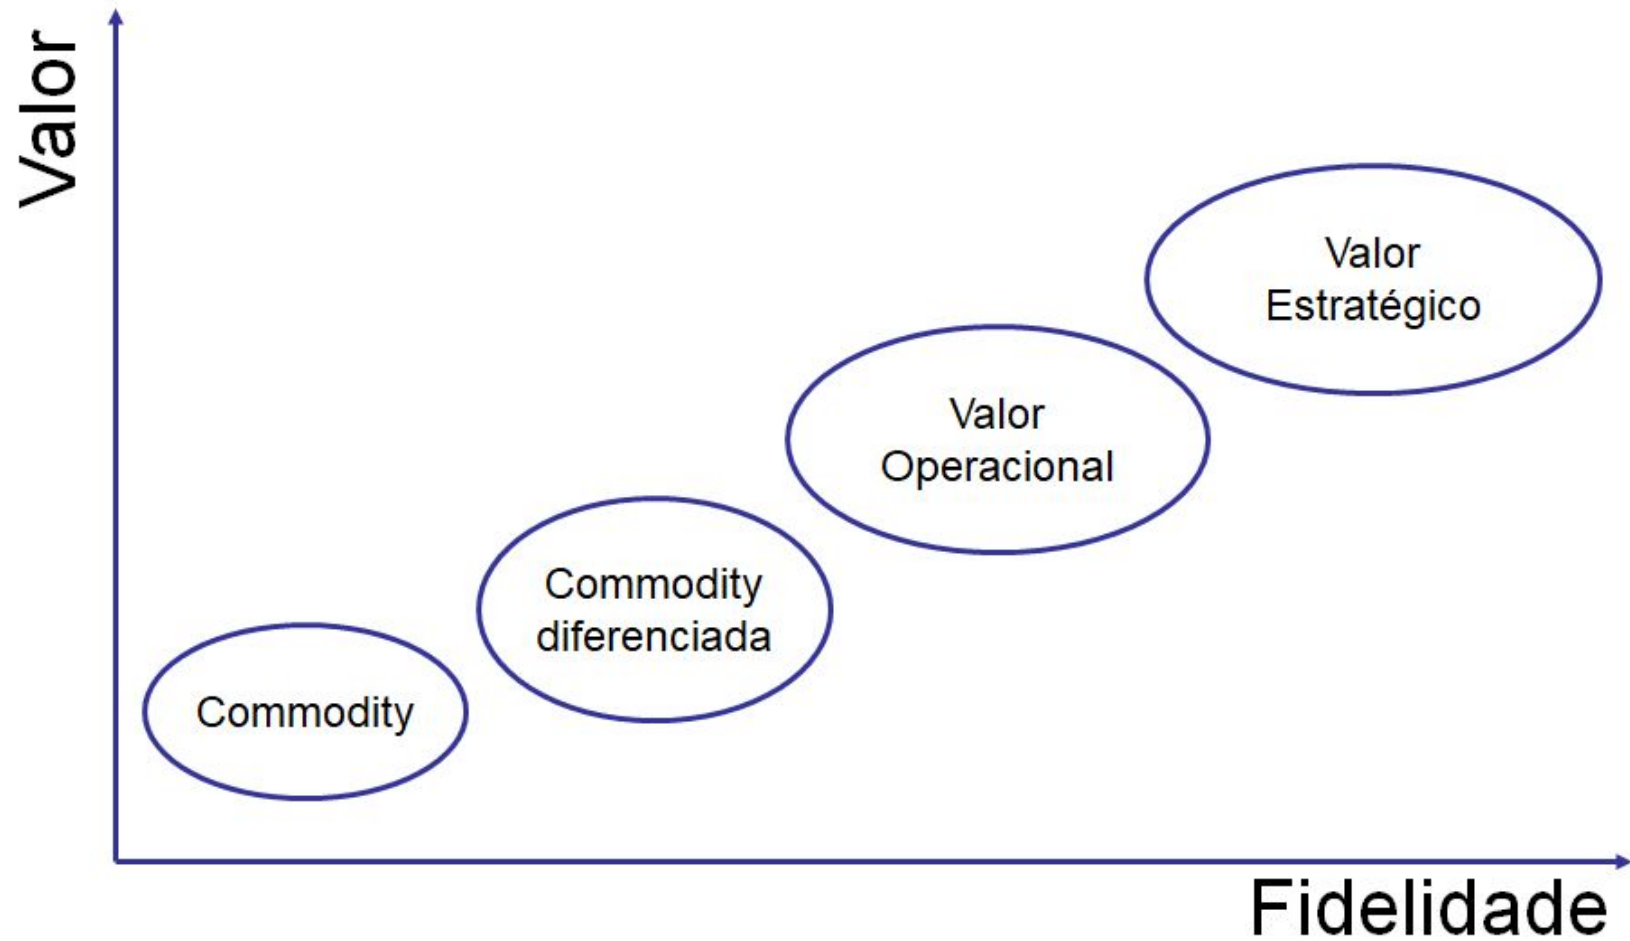 Valor
Valor
Estratégico
Valor
Operacional
Commodity
diferenciada
Commodity
Fidelidade